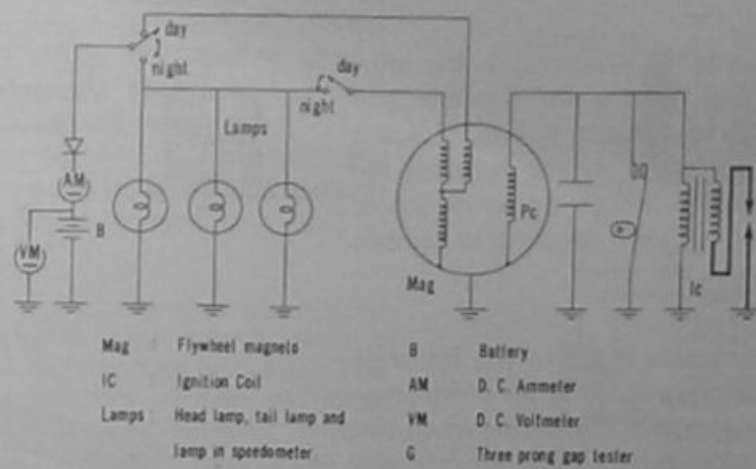 day
night
day
night
Lamps
AM
VM
B
Pc
Mag
Ic
Mag : Flywheel magneto
IC Ignition Coil
Lamps : Head lamp, tail lamp and
lamp in speedometer
B Battery
AM D. C. Ammeter
VM D. C. Voltmeter
G Three prong gap tester